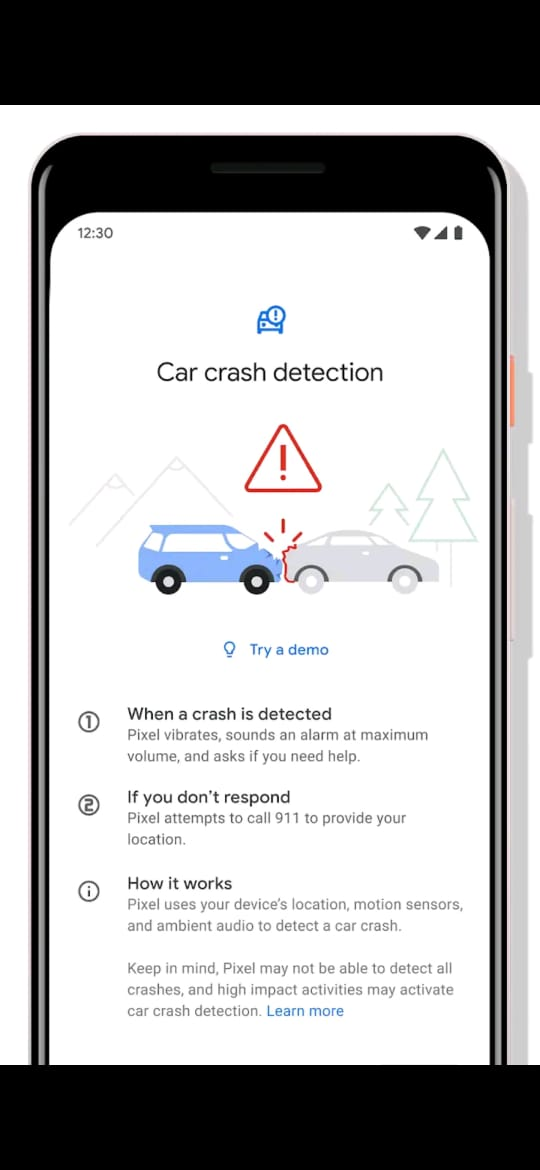 12:30
Car crash detection
Try a demo
1
When a crash is detected
Pixel vibrates, sounds an alarm at maximum
volume, and asks if you need help.
2
If you don't respond
Pixel attempts to call 911 to provide your
location.
How it works
Pixel uses your device's location, motion sensors,
and ambient audio to detect a car crash.
Keep in mind, Pixel may not be able to detect all
crashes, and high impact activities may activate
car crash detection. Learn more